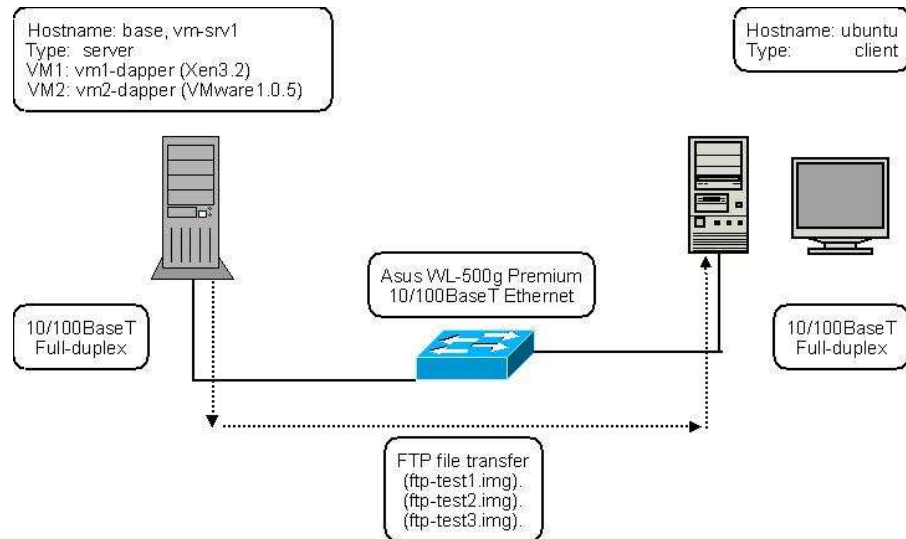 Hostname: base, vm-srv1
Type: server
VM1: vm1-dapper (Xen3.2)
VM2: vm2-dapper (VMware1.0.5)
Hostname: ubuntu
Type: client
Asus WL-500g Premium
10/100BaseT Ethernet
10/100BaseT
Full-duplex
10/100BaseT
Full-duplex
FTP file transfer
(ftp-test1.img).
(ftp-test2.img).
(ftp-test3.img).